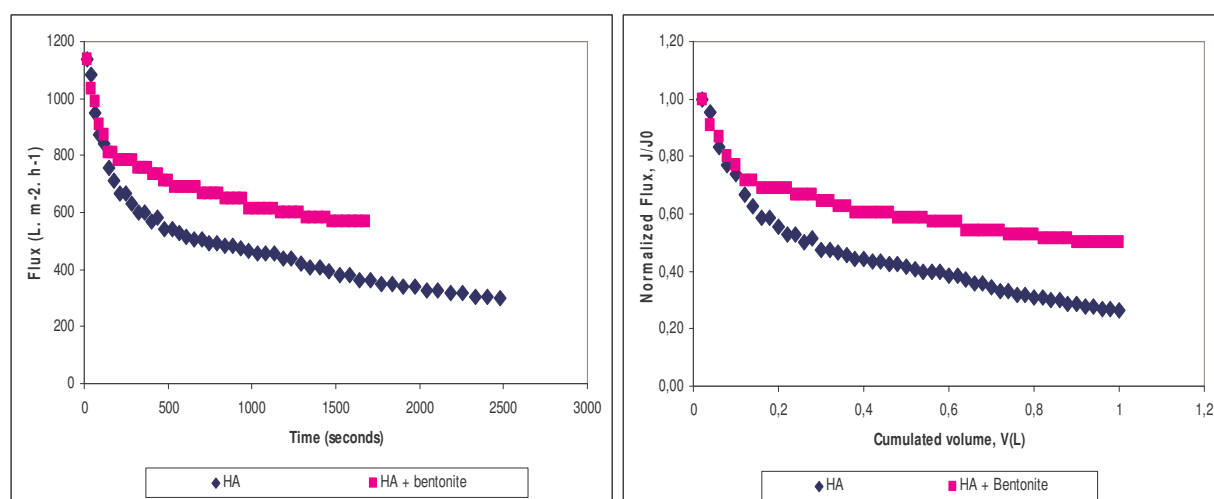 1200
1000
800
600
400
200
0
Flux (L. m-2. h-1)
0 500 1000 1500 2000 2500 3000
Time (seconds)
HA HA + bentonite
1,20
1,00
0,80
0,60
0,40
0,20
0,00
Normalized Flux, J/J0
0 0,2 0,4 0,6 0,8 1 1,2
Cumulated volume, V(L)
HA HA + Bentonite